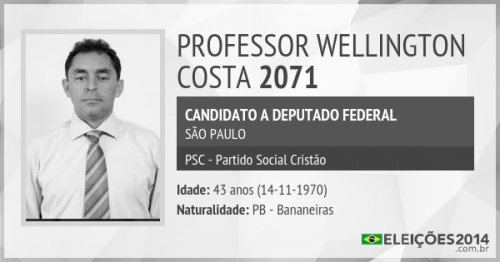 PROFESSOR WELLINGTON
COSTA 2071
CANDIDATO A DEPUTADO FEDERAL
SÃO PAULO
PSC - Partido Social Cristão
Idade: 43 anos (14-11-1970)
Naturalidade: PB - Bananeiras
ELEIÇÕES2014
.com.br